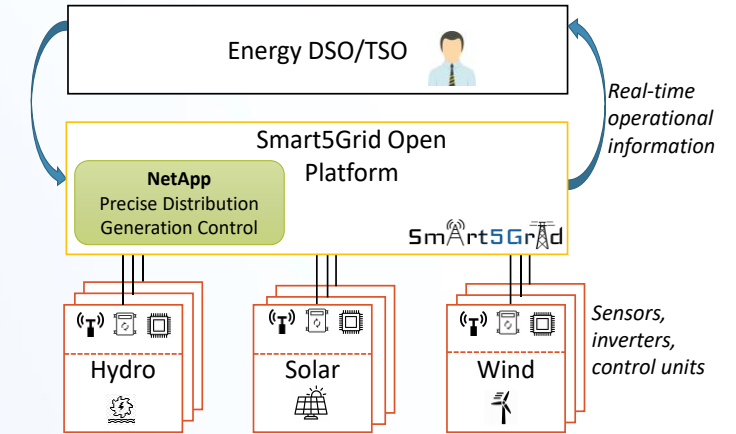 Energy DSO/TSO
Real-time
operational
information
Smart5Grid Open
Platform
NetApp
Precise Distribution
Generation Control
Smart5Grid
Sensors,
inverters,
control units
Hydro
Solar
Wind